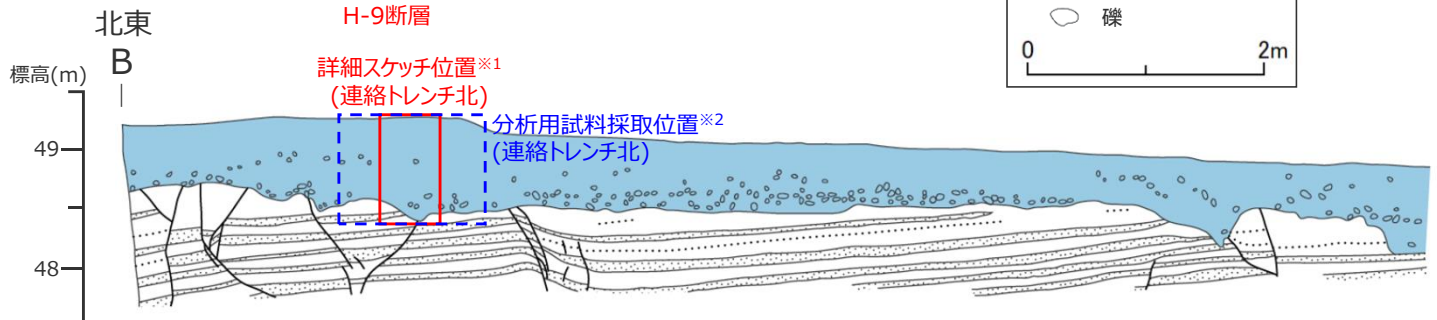 H-9断層
北東
B
標高(m)
詳細スケッチ位置※1
(連絡トレンチ北)
分析用試料採取位置※2
(連絡トレンチ北)
礫
0 2m
49
48